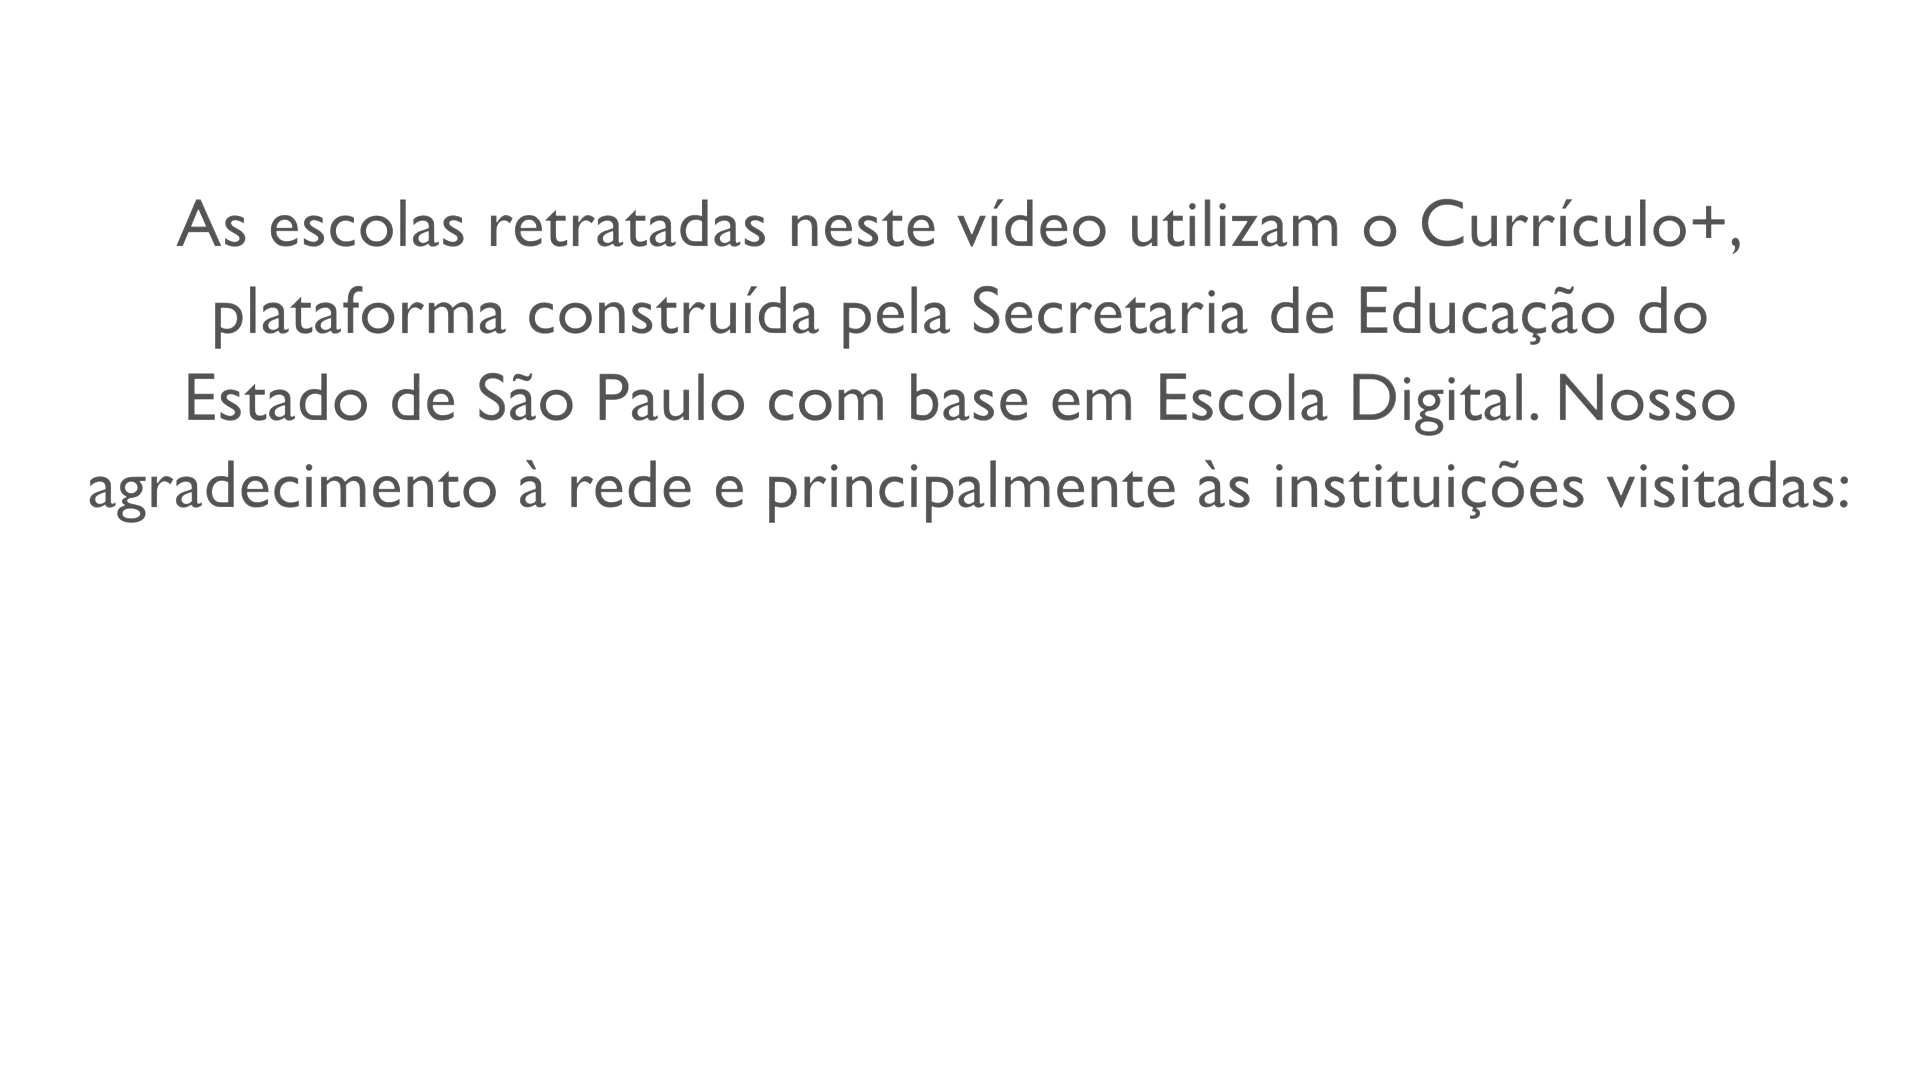 As escolas retratadas neste vídeo utilizam o Currículo+,
plataforma construída pela Secretaria de Educação do
Estado de São Paulo com base em Escola Digital. Nosso
agradecimento à rede e principalmente às instituições visitadas: